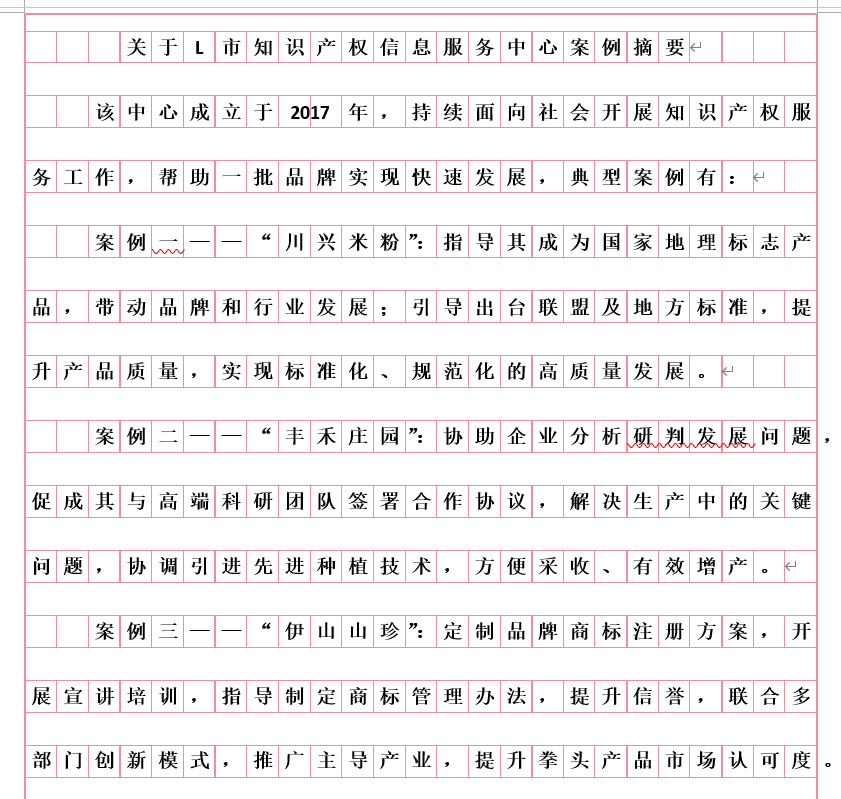 关于L市知识产权信息服务中心案例摘要
该中心成立于2017年，持续面向社会开展知识产权服
务工作，帮助一批品牌实现快速发展，典型案例有：
案例一——“川兴米粉”：指导其成为国家地理标志产
品，带动品牌和行业发展；引导出台联盟及地方标准，提
升产品质量，实现标准化、规范化的高质量发展。
案例二——“丰禾庄园”：协助企业分析研判发展问题，
促成其与高端科研团队签署合作协议，解决生产中的关键
问题，协调引进先进种植技术，方便采收、有效增产。
案例三——“伊山山珍”：定制品牌商标注册方案，开
展宣讲培训，指导制定商标管理办法，提升信誉，联合多
部门创新模式，推广主导产业，提升拳头产品市场认可度。